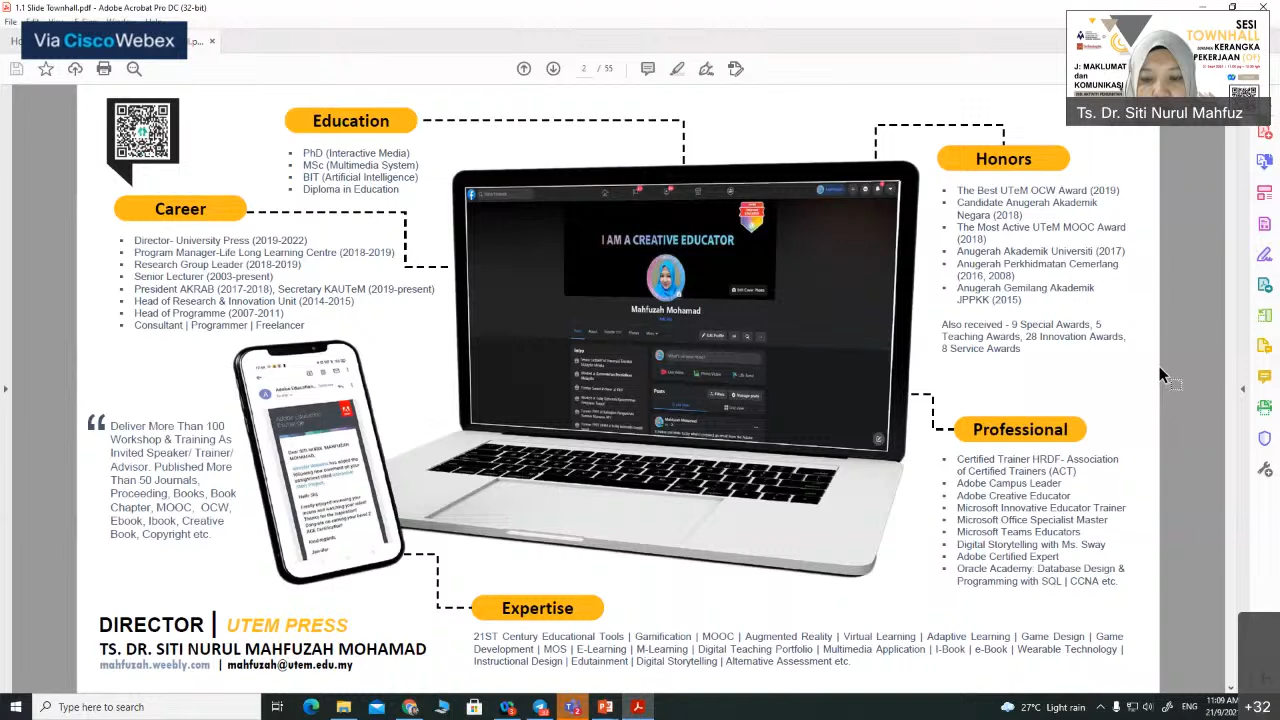 1.1 Slide Townhall.pdf - Adobe Acrobat Pro DC (32-bit)
Via CiscoWebex
2 / 55
SESI
TOWNHALL
KERANGKA
PEKERJAAN (OF)
J: MAKLUMAT
dan
KOMUNIKASI
Ts. Dr. Siti Nurul Mahfuz
Education
PhD (Interactive Media)
MSc (Multimedia System)
BIT (Artificial Intelligence)
Diploma in Education
Career
Director- University Press (2019-2022)
Program Manager-Life Long Learning Centre (2018-2019)
Research Group Leader (2018-2019)
Senior Lecturer (2003-present)
President AKRAB (2017-2018), Secretary KAUTeM (2019-present)
Head of Research & Innovation Unit (2014-2015)
Head of Programme (2007-2011)
Consultant | Programmer | Freelancer
Honors
The Best UTeM OCW Award (2019)
Candidate Anugerah Akademik
Negara (2018)
The Most Active UTeM MOOC Award
(2018)
Anugerah Akademik Universiti (2017)
Anugerah Perkhidmatan Cemerlang
(2016, 2008)
Anugerah Gemilang Akademik
JPPKK (2015)
Also received - 9 Special Awards, 5
Teaching Awards, 28 Innovation Awards,
8 Service Awards
I AM A CREATIVE EDUCATOR
Mahfuzah Mohamad
Edit Profile
Posts
“ Deliver More Than 100
Workshop & Training As
Invited Speaker/ Trainer/
Advisor. Published More
Than 50 Journals,
Proceeding, Books, Book
Chapter, MOOC, OCW,
Ebook, Ibook, Creative
Book, Copyright etc.
Adobe Education
Exchange
Professional
Certified Trainer HRDF- Association
of Certified Trainers (ACT)
Adobe Campus Leader
Adobe Creative Educator
Microsoft Innovative Educator Trainer
Microsoft Office Specialist Master
Microsoft Teams Educators
Digital Storytelling with Ms. Sway
Adobe Certified Expert
Oracle Academy: Database Design &
Programming with SQL | CCNA etc.
Expertise
21ST Century Educational Tools | Gamification | MOOC | Augmented Reality | Virtual Learning | Adaptive Learning | Game Design | Game
Development | MOS | E-Learning | M-Learning | Digital Teaching Portfolio | Multimedia Application | I-Book | e-Book | Wearable Technology |
Instructional Design | Edutainment | Digital Storytelling | Alternative Assessment etc.
DIRECTOR | UTEM PRESS
TS. DR. SITI NURUL MAHFUZAH MOHAMAD
mahfuzah.weebly.com | mahfuzah@utem.edu.my
Type here to search
27°C Light rain
ENG
11:09 AM
+32